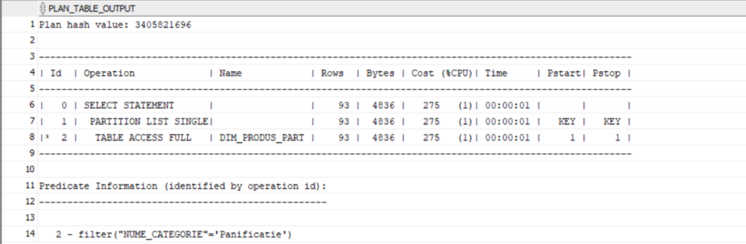 PLAN_TABLE_OUTPUT
1 Plan hash value: 3405821696
2
3 ---------------------------------------------------------------------------------------------------------
4 | Id  | Operation             | Name          | Rows  | Bytes | Cost (%CPU)| Time     | Pstart| Pstop |
5 ---------------------------------------------------------------------------------------------------------
6 |   0 | SELECT STATEMENT      |               |    93 |  4836 |   275   (1)| 00:00:01 |       |       |
7 |   1 |  PARTITION LIST SINGLE|               |    93 |  4836 |   275   (1)| 00:00:01 |   KEY |   KEY |
8 |*  2 |   TABLE ACCESS FULL   | DIM_PRODUS_PART |    93 |  4836 |   275   (1)| 00:00:01 |     1 |     1 |
9 ---------------------------------------------------------------------------------------------------------
10
11 Predicate Information (identified by operation id):
12 ---------------------------------------------------
13
14    2 - filter("NUME_CATEGORIE"='Panificatie')